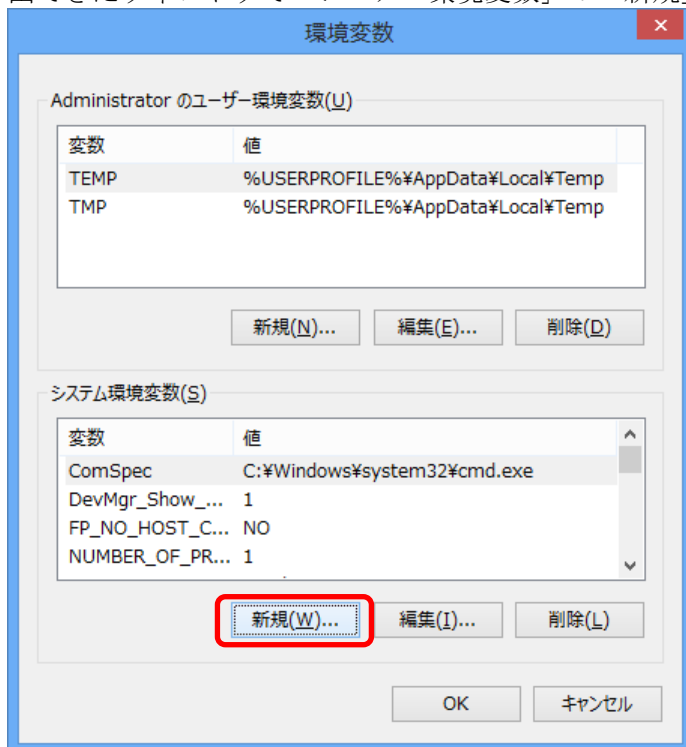 環境変数
Administrator のユーザー環境変数(U)
変数 値
TEMP %USERPROFILE%¥AppData¥Local¥Temp
TMP %USERPROFILE%¥AppData¥Local¥Temp
新規(N)... 編集(E)... 削除(D)
システム環境変数(S)
変数 値
ComSpec C:¥Windows¥system32¥cmd.exe
DevMgr_Show_... 1
FP_NO_HOST_C... NO
NUMBER_OF_PR... 1
新規(W)... 編集(I)... 削除(L)
OK キャンセル